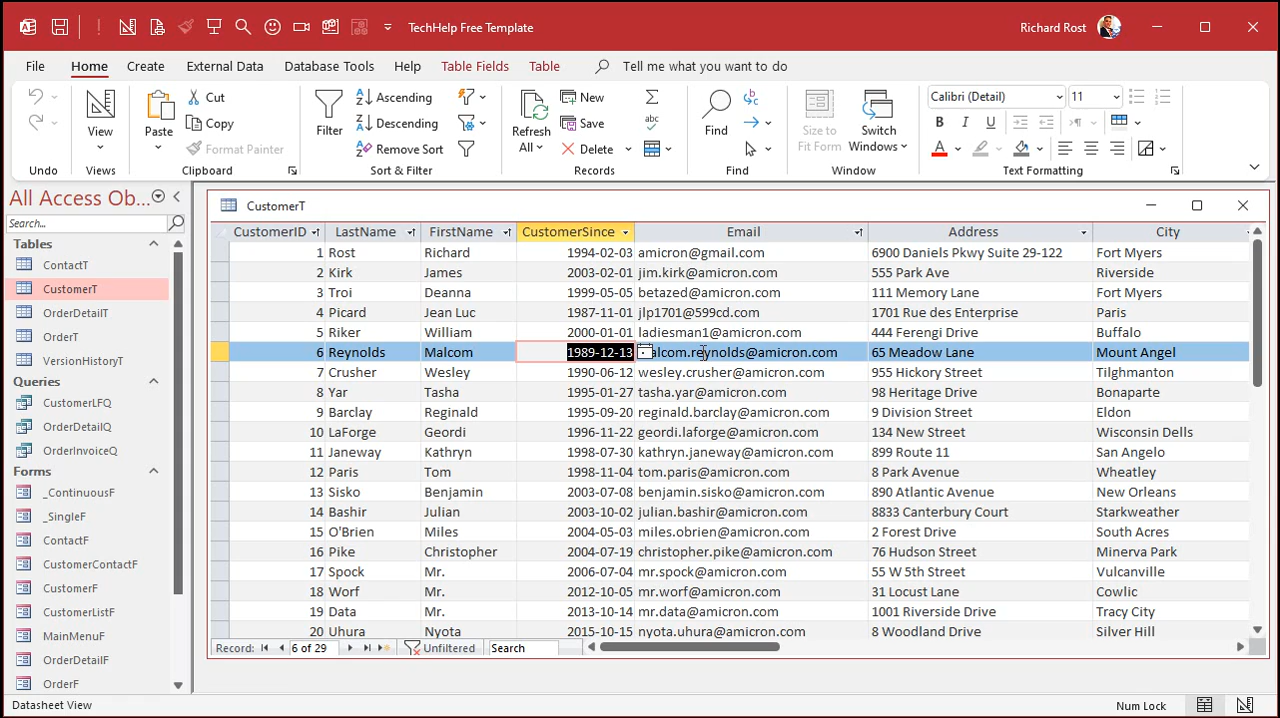 TechHelp Free Template
Richard Rost
File Home Create External Data Database Tools Help Table Fields Table Tell me what you want to do
Undo
View
Views
Paste
Cut
Copy
Format Painter
Clipboard
Filter
Ascending
Descending
Remove Sort
Sort & Filter
Refresh
All
New
Save
Delete
Records
Find
Find
Size to
Fit Form
Switch
Windows
Window
Calibri (Detail) 11
B I U
A
Text Formatting
All Access Ob...
Search...
Tables
ContactT
CustomerT
OrderDetailT
OrderT
VersionHistoryT
Queries
CustomerLFQ
OrderDetailQ
OrderInvoiceQ
Forms
_ContinuousF
_SingleF
ContactF
CustomerContactF
CustomerF
CustomerListF
MainMenuF
OrderDetailF
OrderF
CustomerT
CustomerID LastName FirstName CustomerSince Email Address City
1 Rost Richard 1994-02-03 amicron@gmail.com 6900 Daniels Pkwy Suite 29-122 Fort Myers
2 Kirk James 2003-02-01 jim.kirk@amicron.com 555 Park Ave Riverside
3 Troi Deanna 1999-05-05 betazed@amicron.com 111 Memory Lane Fort Myers
4 Picard Jean Luc 1987-11-01 jlp1701@599cd.com 1701 Rue des Enterprise Paris
5 Riker William 2000-01-01 ladiesman1@amicron.com 444 Ferengi Drive Buffalo
6 Reynolds Malcom 1989-12-13 alcom.reynolds@amicron.com 65 Meadow Lane Mount Angel
7 Crusher Wesley 1990-06-12 wesley.crusher@amicron.com 955 Hickory Street Tilghmanton
8 Yar Tasha 1995-01-27 tasha.yar@amicron.com 98 Heritage Drive Bonaparte
9 Barclay Reginald 1995-09-20 reginald.barclay@amicron.com 9 Division Street Eldon
10 LaForge Geordi 1996-11-22 geordi.laforge@amicron.com 134 New Street Wisconsin Dells
11 Janeway Kathryn 1998-07-30 kathryn.janeway@amicron.com 899 Route 11 San Angelo
12 Paris Tom 1998-11-04 tom.paris@amicron.com 8 Park Avenue Wheatley
13 Sisko Benjamin 2003-07-08 benjamin.sisko@amicron.com 890 Atlantic Avenue New Orleans
14 Bashir Julian 2003-10-02 julian.bashir@amicron.com 8833 Canterbury Court Starkweather
15 O'Brien Miles 2004-05-03 miles.obrien@amicron.com 2 Forest Drive South Acres
16 Pike Christopher 2004-07-19 christopher.pike@amicron.com 76 Hudson Street Minerva Park
17 Spock Mr. 2006-07-04 mr.spock@amicron.com 55 W 5th Street Vulcanville
18 Worf Mr. 2012-10-05 mr.worf@amicron.com 31 Locust Lane Cowlic
19 Data Mr. 2013-10-14 mr.data@amicron.com 1001 Riverside Drive Tracy City
20 Uhura Nyota 2015-10-15 nyota.uhura@amicron.com 8 Woodland Drive Silver Hill
Record: 6 of 29 Unfiltered Search
Datasheet View
Num Lock